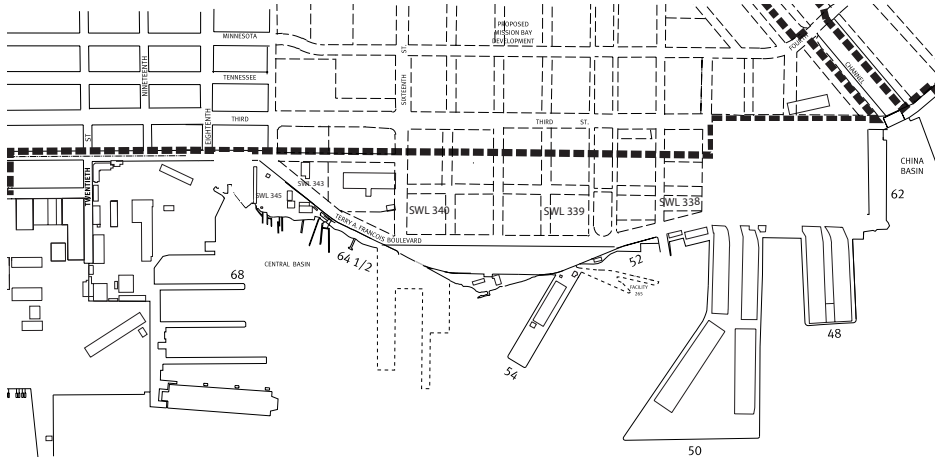 PROPOSED
MISSION BAY
DEVELOPMENT
MINNESOTA
ST.
FOURTH
NINETEENTH
TENNESSEE
SIXTEENTH
CHANNEL
EIGHTENTH
THIRD
THIRD ST.
ST
TWENTIETH
CHINA
BASIN
62
SWL 343
SWL 345
SWL 340
SWL 339
SWL 338
TERRY A. FRANCOIS BOULEVARD
64 1/2
CENTRAL BASIN
68
52
FACILITY
265
54
48
50